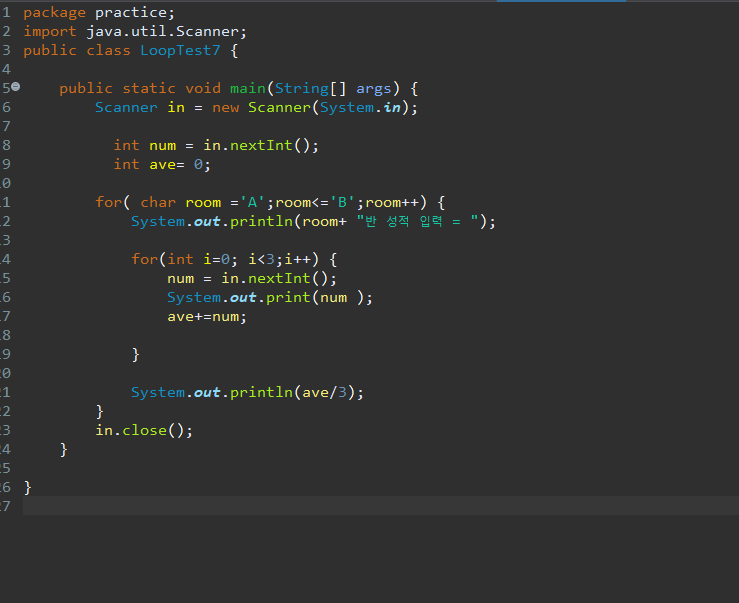 1 package practice;
2 import java.util.Scanner;
3 public class LoopTest7 {
4
5 public static void main(String[] args) {
6 Scanner in = new Scanner(System.in);
7
8 int num = in.nextInt();
9 int ave= 0;
0
1 for( char room ='A';room<='B';room++) {
2 System.out.println(room+ "반 성적 입력 = ");
3
4 for(int i=0; i<3;i++) {
5 num = in.nextInt();
6 System.out.print(num );
7 ave+=num;
8
9 }
0
1 System.out.println(ave/3);
2 }
3 in.close();
4 }
5
6 }
7